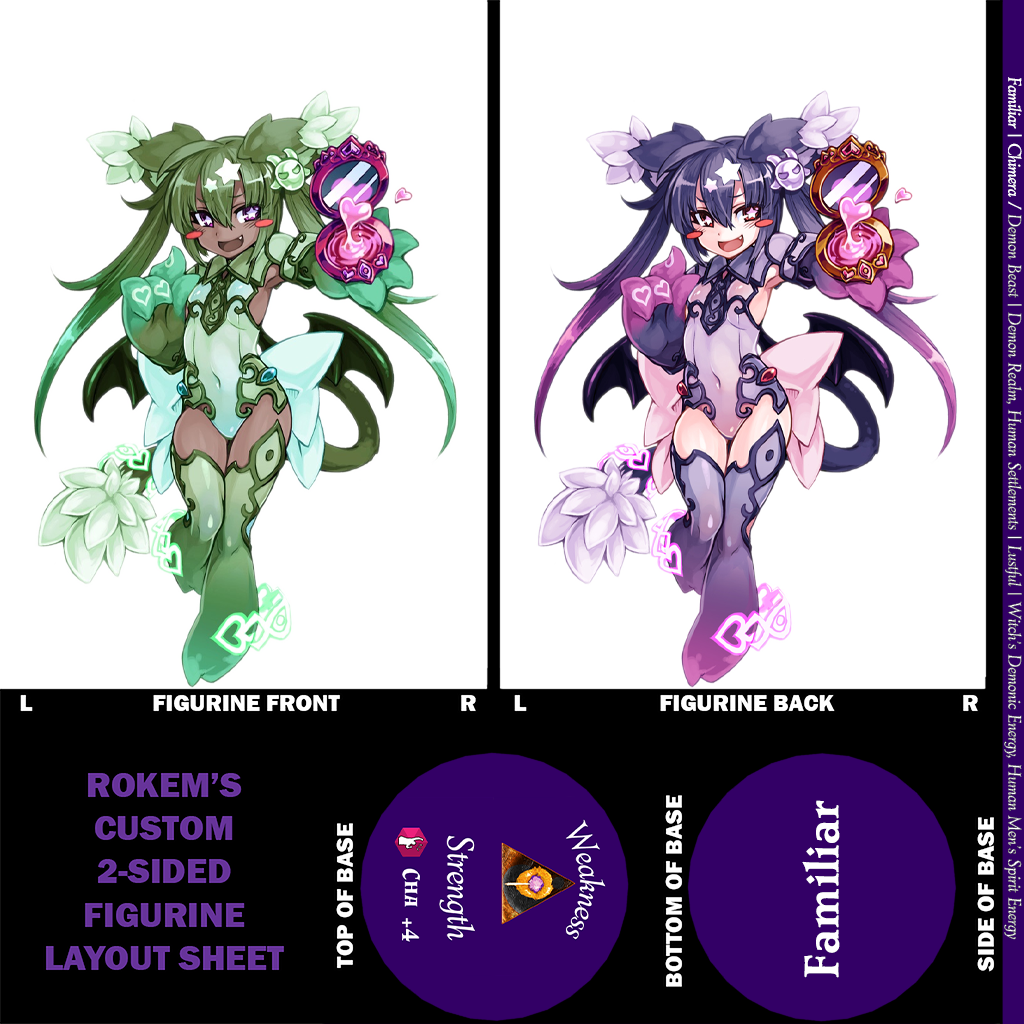 L FIGURINE FRONT R
L FIGURINE BACK R
ROKEM'S
CUSTOM
2-SIDED
FIGURINE
LAYOUT SHEET
TOP OF BASE
Weakness
Strength
CHA +4
BOTTOM OF BASE
Familiar
SIDE OF BASE
Familiar | Chimera / Demon Beast | Demon Realm, Human Settlements | Lustful | Witch's Demonic Energy, Human Men's Spirit Energy